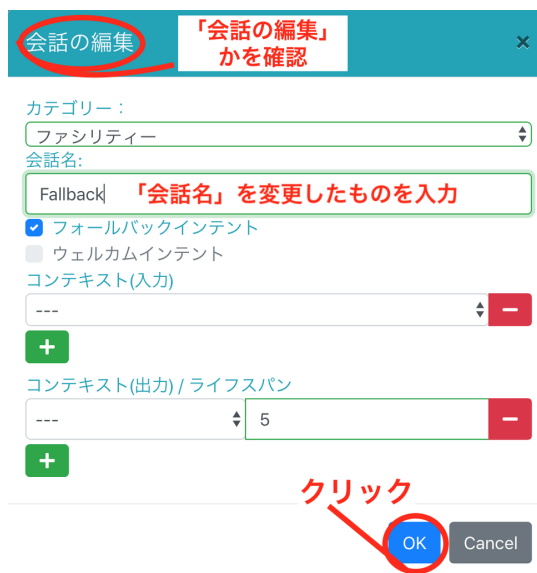 会話の編集
「会話の編集」
かを確認
×
カテゴリー：
ファシリティー
会話名:
Fallback
「会話名」を変更したものを入力
フォールバックインテント
ウェルカムインテント
コンテキスト(入力)
---
コンテキスト(出力) / ライフスパン
---
5
クリック
OK
Cancel